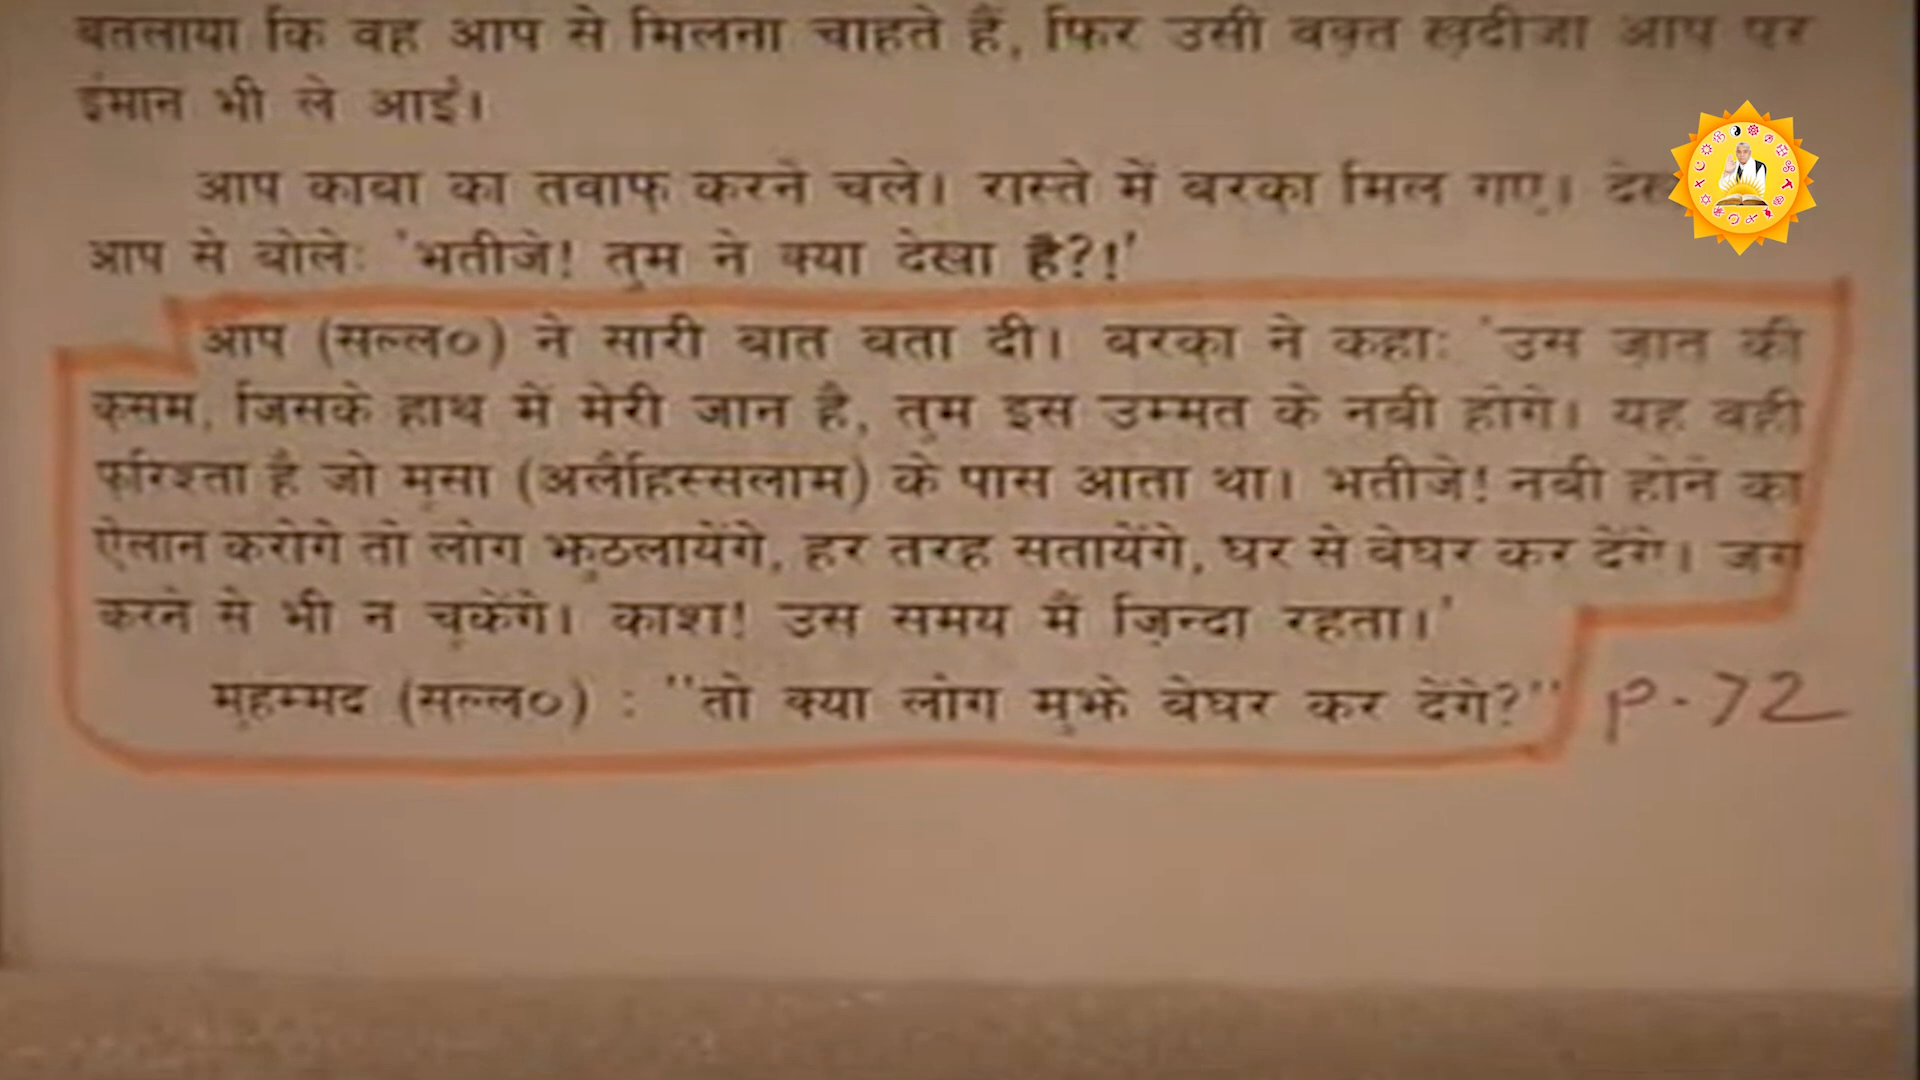 बतलाया कि वह आप से मिलना चाहते हैं, फिर उसी वक़्त ख़दीजा आप पर
ईमान भी ले आईं।
आप काबा का तवाफ़ करने चले। रास्ते में बरक़ा मिल गए।
आप से बोले: 'भतीजे! तुम ने क्या देखा है?!'
आप (सल्ल०) ने सारी बात बता दी। बरक़ा ने कहा: 'उस ज़ात की
क़सम, जिसके हाथ में मेरी जान है, तुम इस उम्मत के नबी होगे। यह वही
फ़रिश्ता है जो मूसा (अलैहिस्सलाम) के पास आता था। भतीजे! नबी होने का
ऐलान करोगे तो लोग झुठलायेंगे, हर तरह सतायेंगे, घर से बेघर कर देंगे। जंग
करने से भी न चूकेंगे। काश! उस समय मैं ज़िन्दा रहता।'
मुहम्मद (सल्ल०) : "तो क्या लोग मुझे बेघर कर देंगे?" P-72